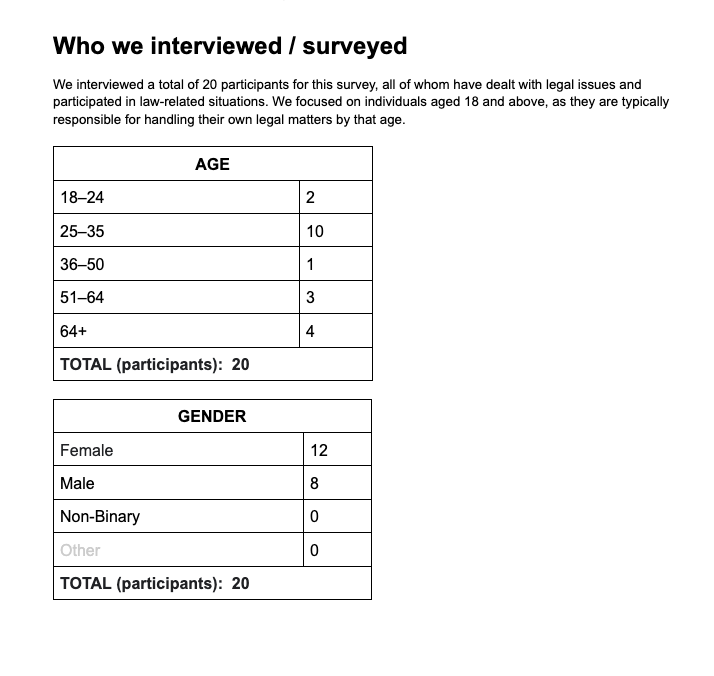 Who we interviewed / surveyed
We interviewed a total of 20 participants for this survey, all of whom have dealt with legal issues and
participated in law-related situations. We focused on individuals aged 18 and above, as they are typically
responsible for handling their own legal matters by that age.
AGE
18–24 2
25–35 10
36–50 1
51–64 3
64+ 4
TOTAL (participants): 20
GENDER
Female 12
Male 8
Non-Binary 0
Other 0
TOTAL (participants): 20